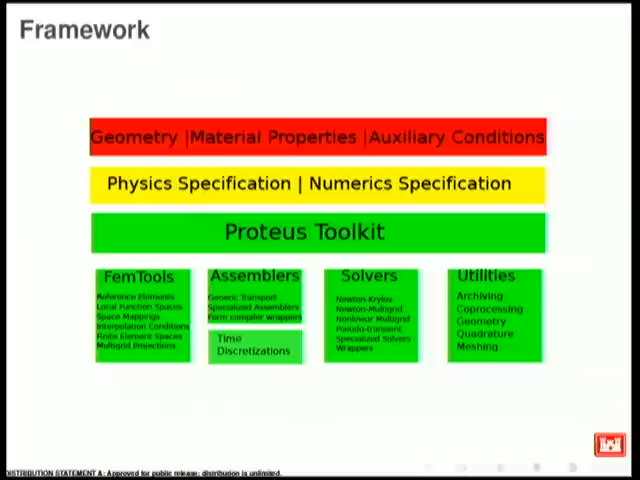 Framework
Geometry |Material Properties |Auxiliary Conditions
Physics Specification | Numerics Specification
Proteus Toolkit
FemTools
Reference Elements
Local Function Spaces
Space Mappings
Interpolation Conditions
Finite Element Spaces
Multigrid Projections
Assemblers
Generic Transport
Specialized Assemblers
Form compiler wrappers
Time
Discretizations
Solvers
Newton-Krylov
Newton-Multigrid
Nonlinear Multigrid
Pseudo-transient
Specialized Solvers
Wrappers
Utilities
Archiving
Coprocessing
Geometry
Quadrature
Meshing
DISTRIBUTION STATEMENT A: Approved for public release; distribution is unlimited.